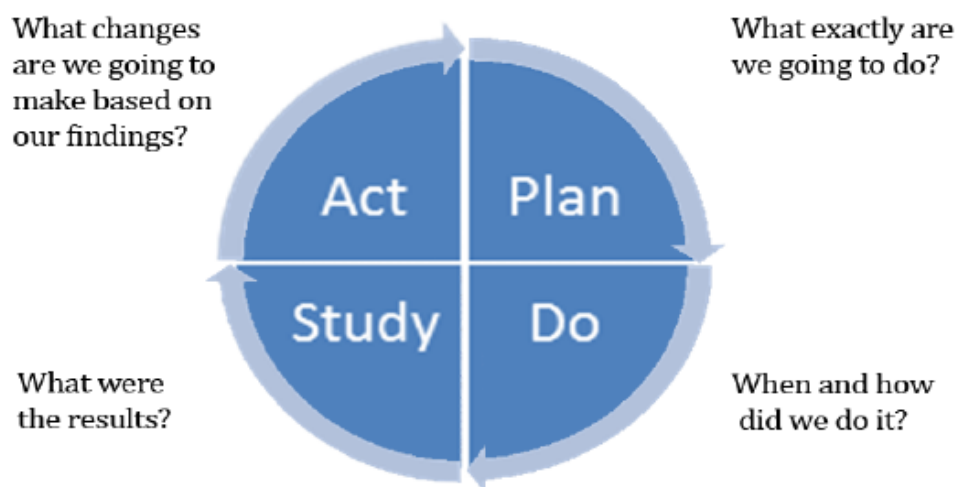 What changes
are we going to
make based on
our findings?
What exactly are
we going to do?
Act
Plan
Study
Do
What were
the results?
When and how
did we do it?